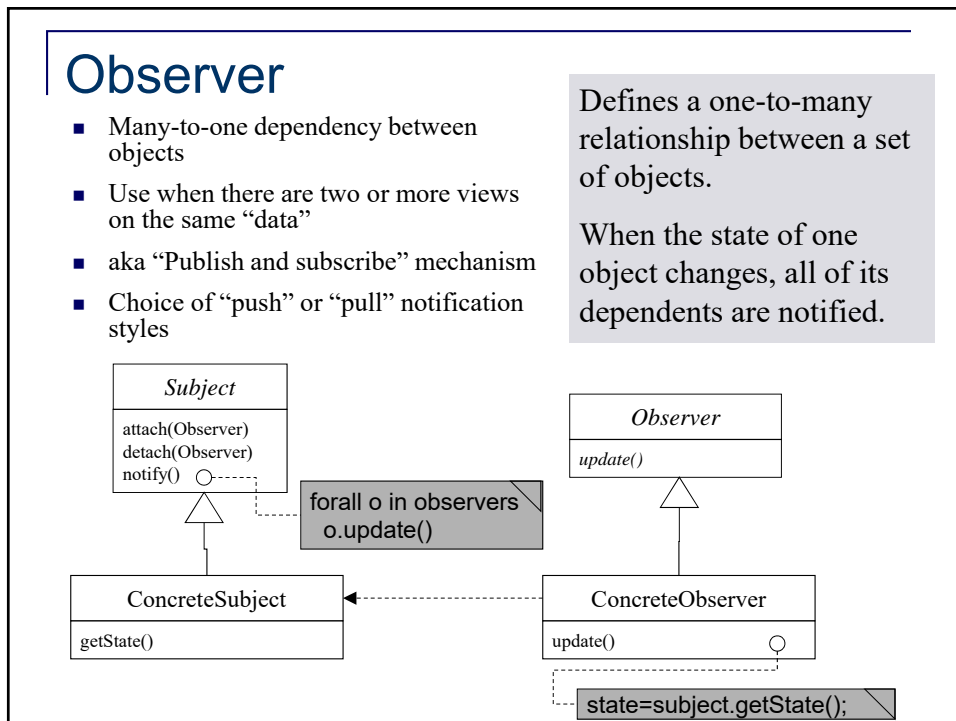 Observer
Many-to-one dependency between
objects
Use when there are two or more views
on the same “data”
aka “Publish and subscribe” mechanism
Choice of “push” or “pull” notification
styles
Defines a one-to-many
relationship between a set
of objects.
When the state of one
object changes, all of its
dependents are notified.
Subject
attach(Observer)
detach(Observer)
notify()
forall o in observers
o.update()
Observer
update()
ConcreteSubject
getState()
ConcreteObserver
update()
state=subject.getState();